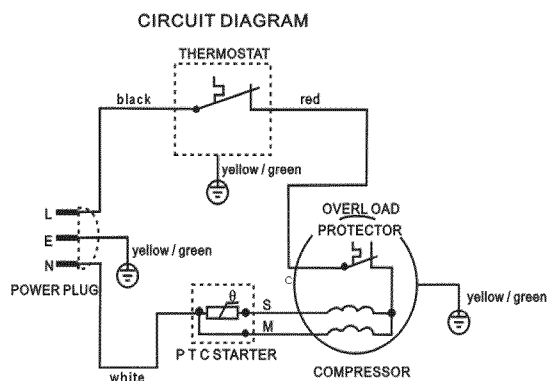 CIRCUIT DIAGRAM
THERMOSTAT
black
red
yellow / green
L
E
N
yellow / green
POWER PLUG
OVERLOAD
PROTECTOR
C
θ
S
M
yellow / green
P T C STARTER
white
COMPRESSOR